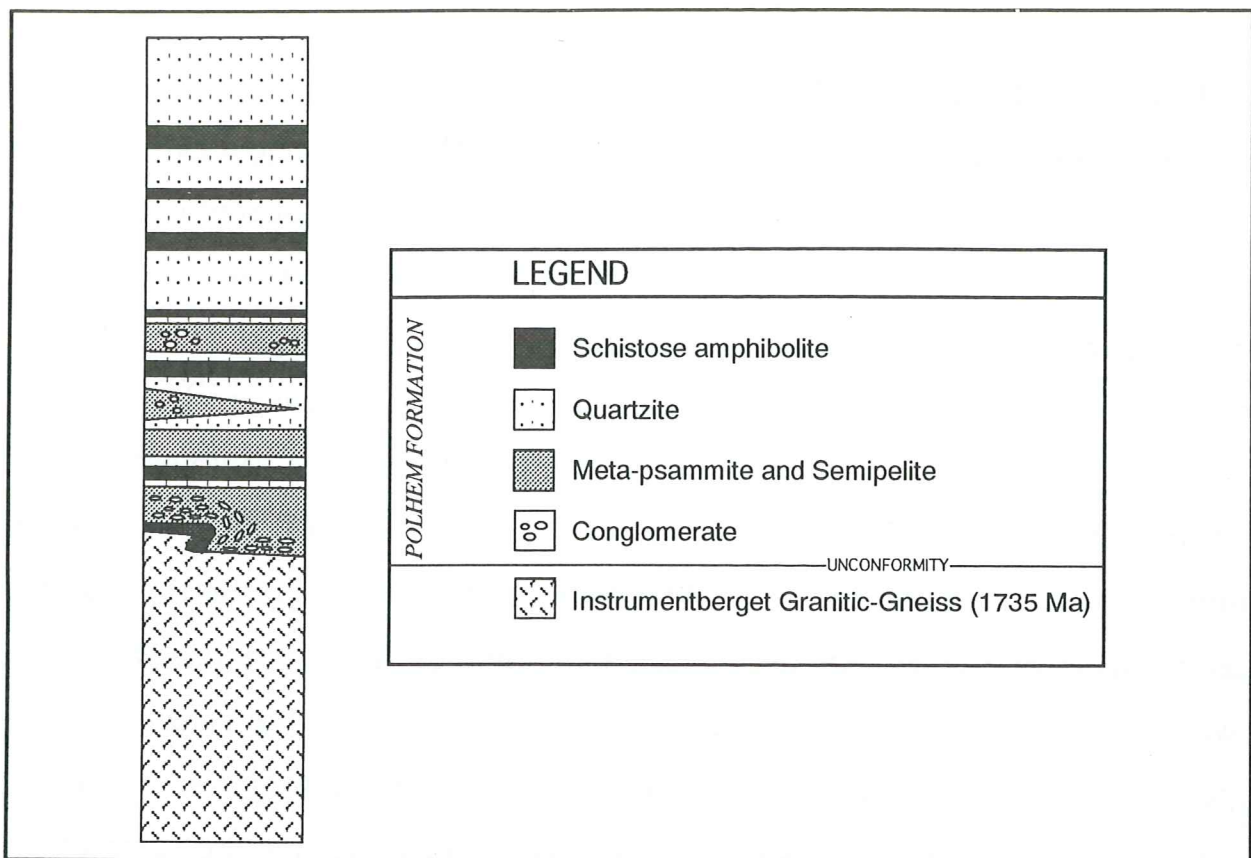 LEGEND
POLHEM FORMATION
Schistose amphibolite
Quartzite
Meta-psammite and Semipelite
Conglomerate
UNCONFORMITY
Instrumentberget Granitic-Gneiss (1735 Ma)